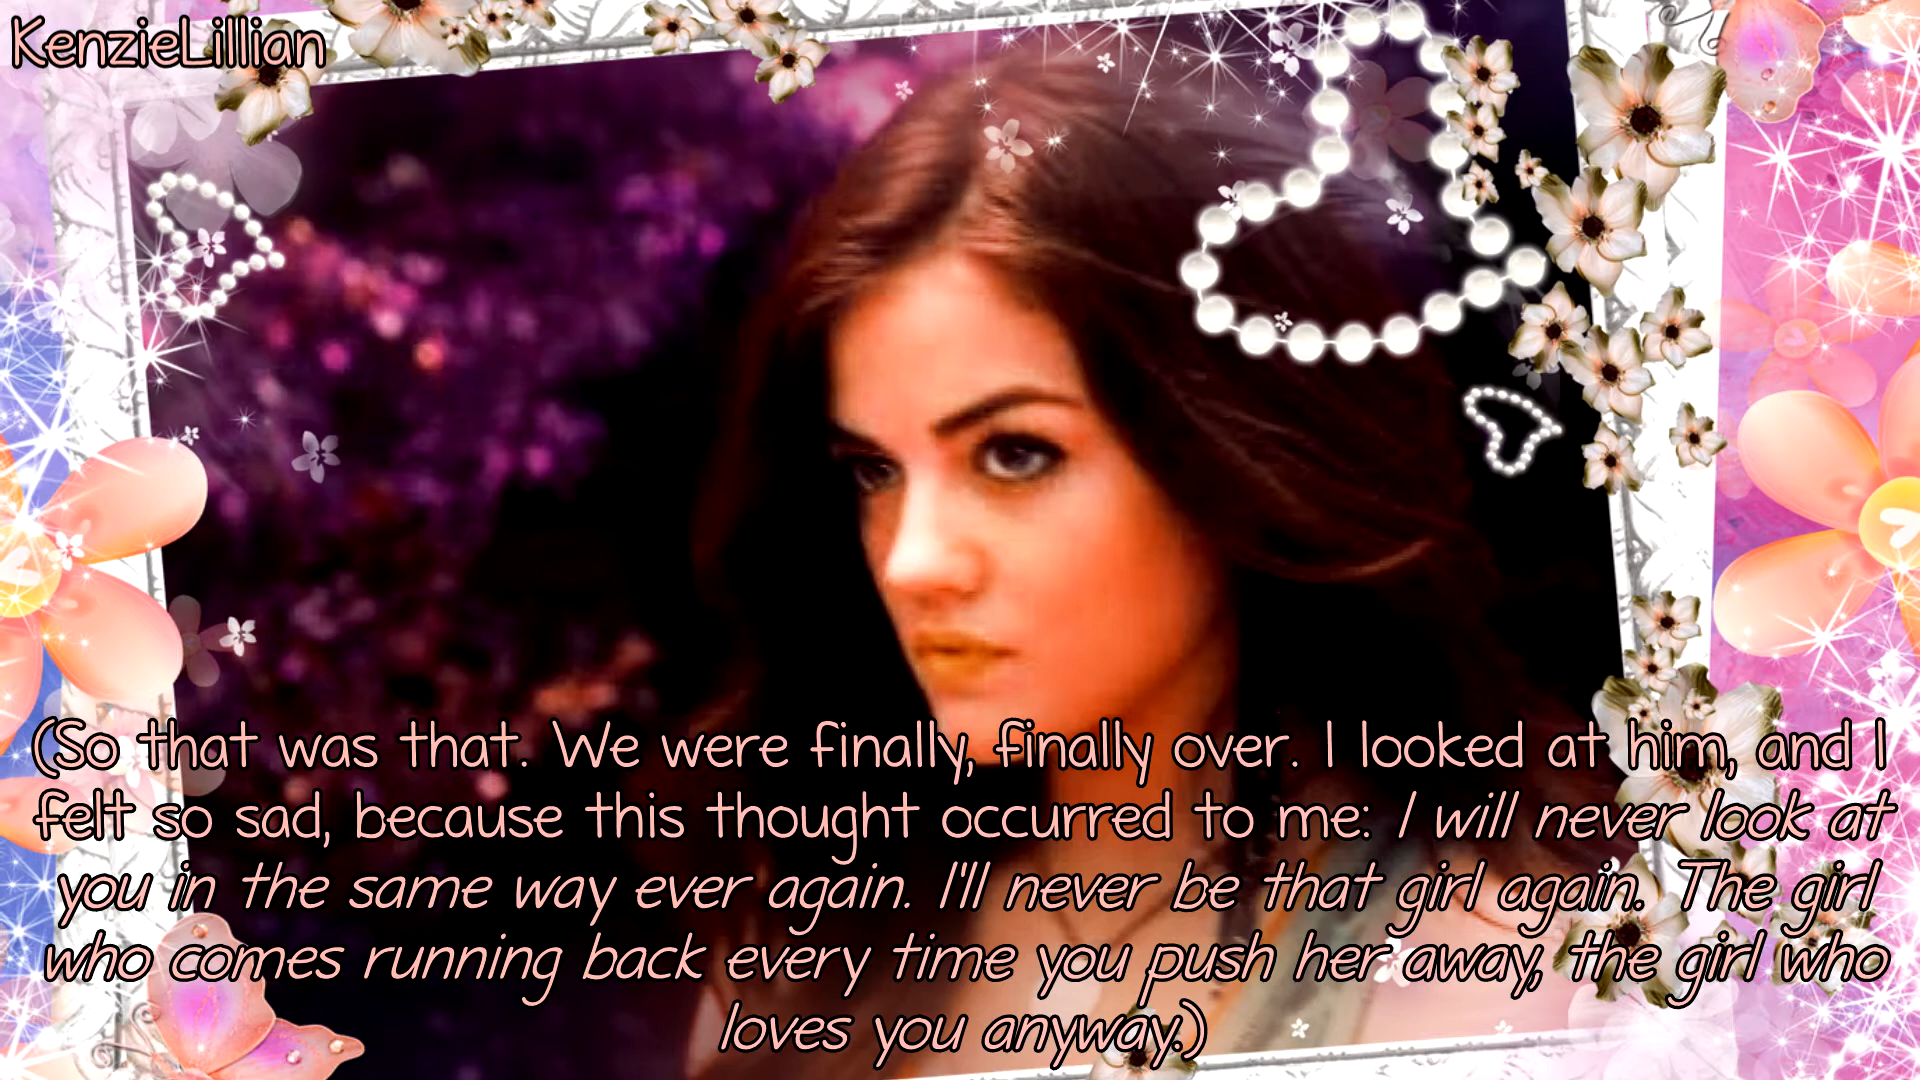 KenzieLillian
(So that was that. We were finally, finally over. I looked at him, and I
felt so sad, because this thought occurred to me: I will never look at
you in the same way ever again. I'll never be that girl again. The girl
who comes running back every time you push her away, the girl who
loves you anyway.)